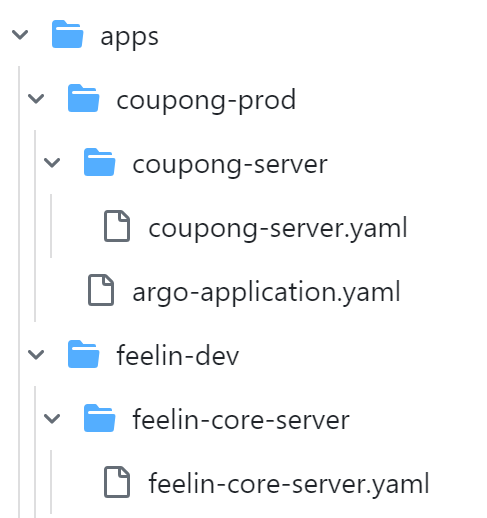 apps
coupong-prod
coupong-server
coupong-server.yaml
argo-application.yaml
feelin-dev
feelin-core-server
feelin-core-server.yaml